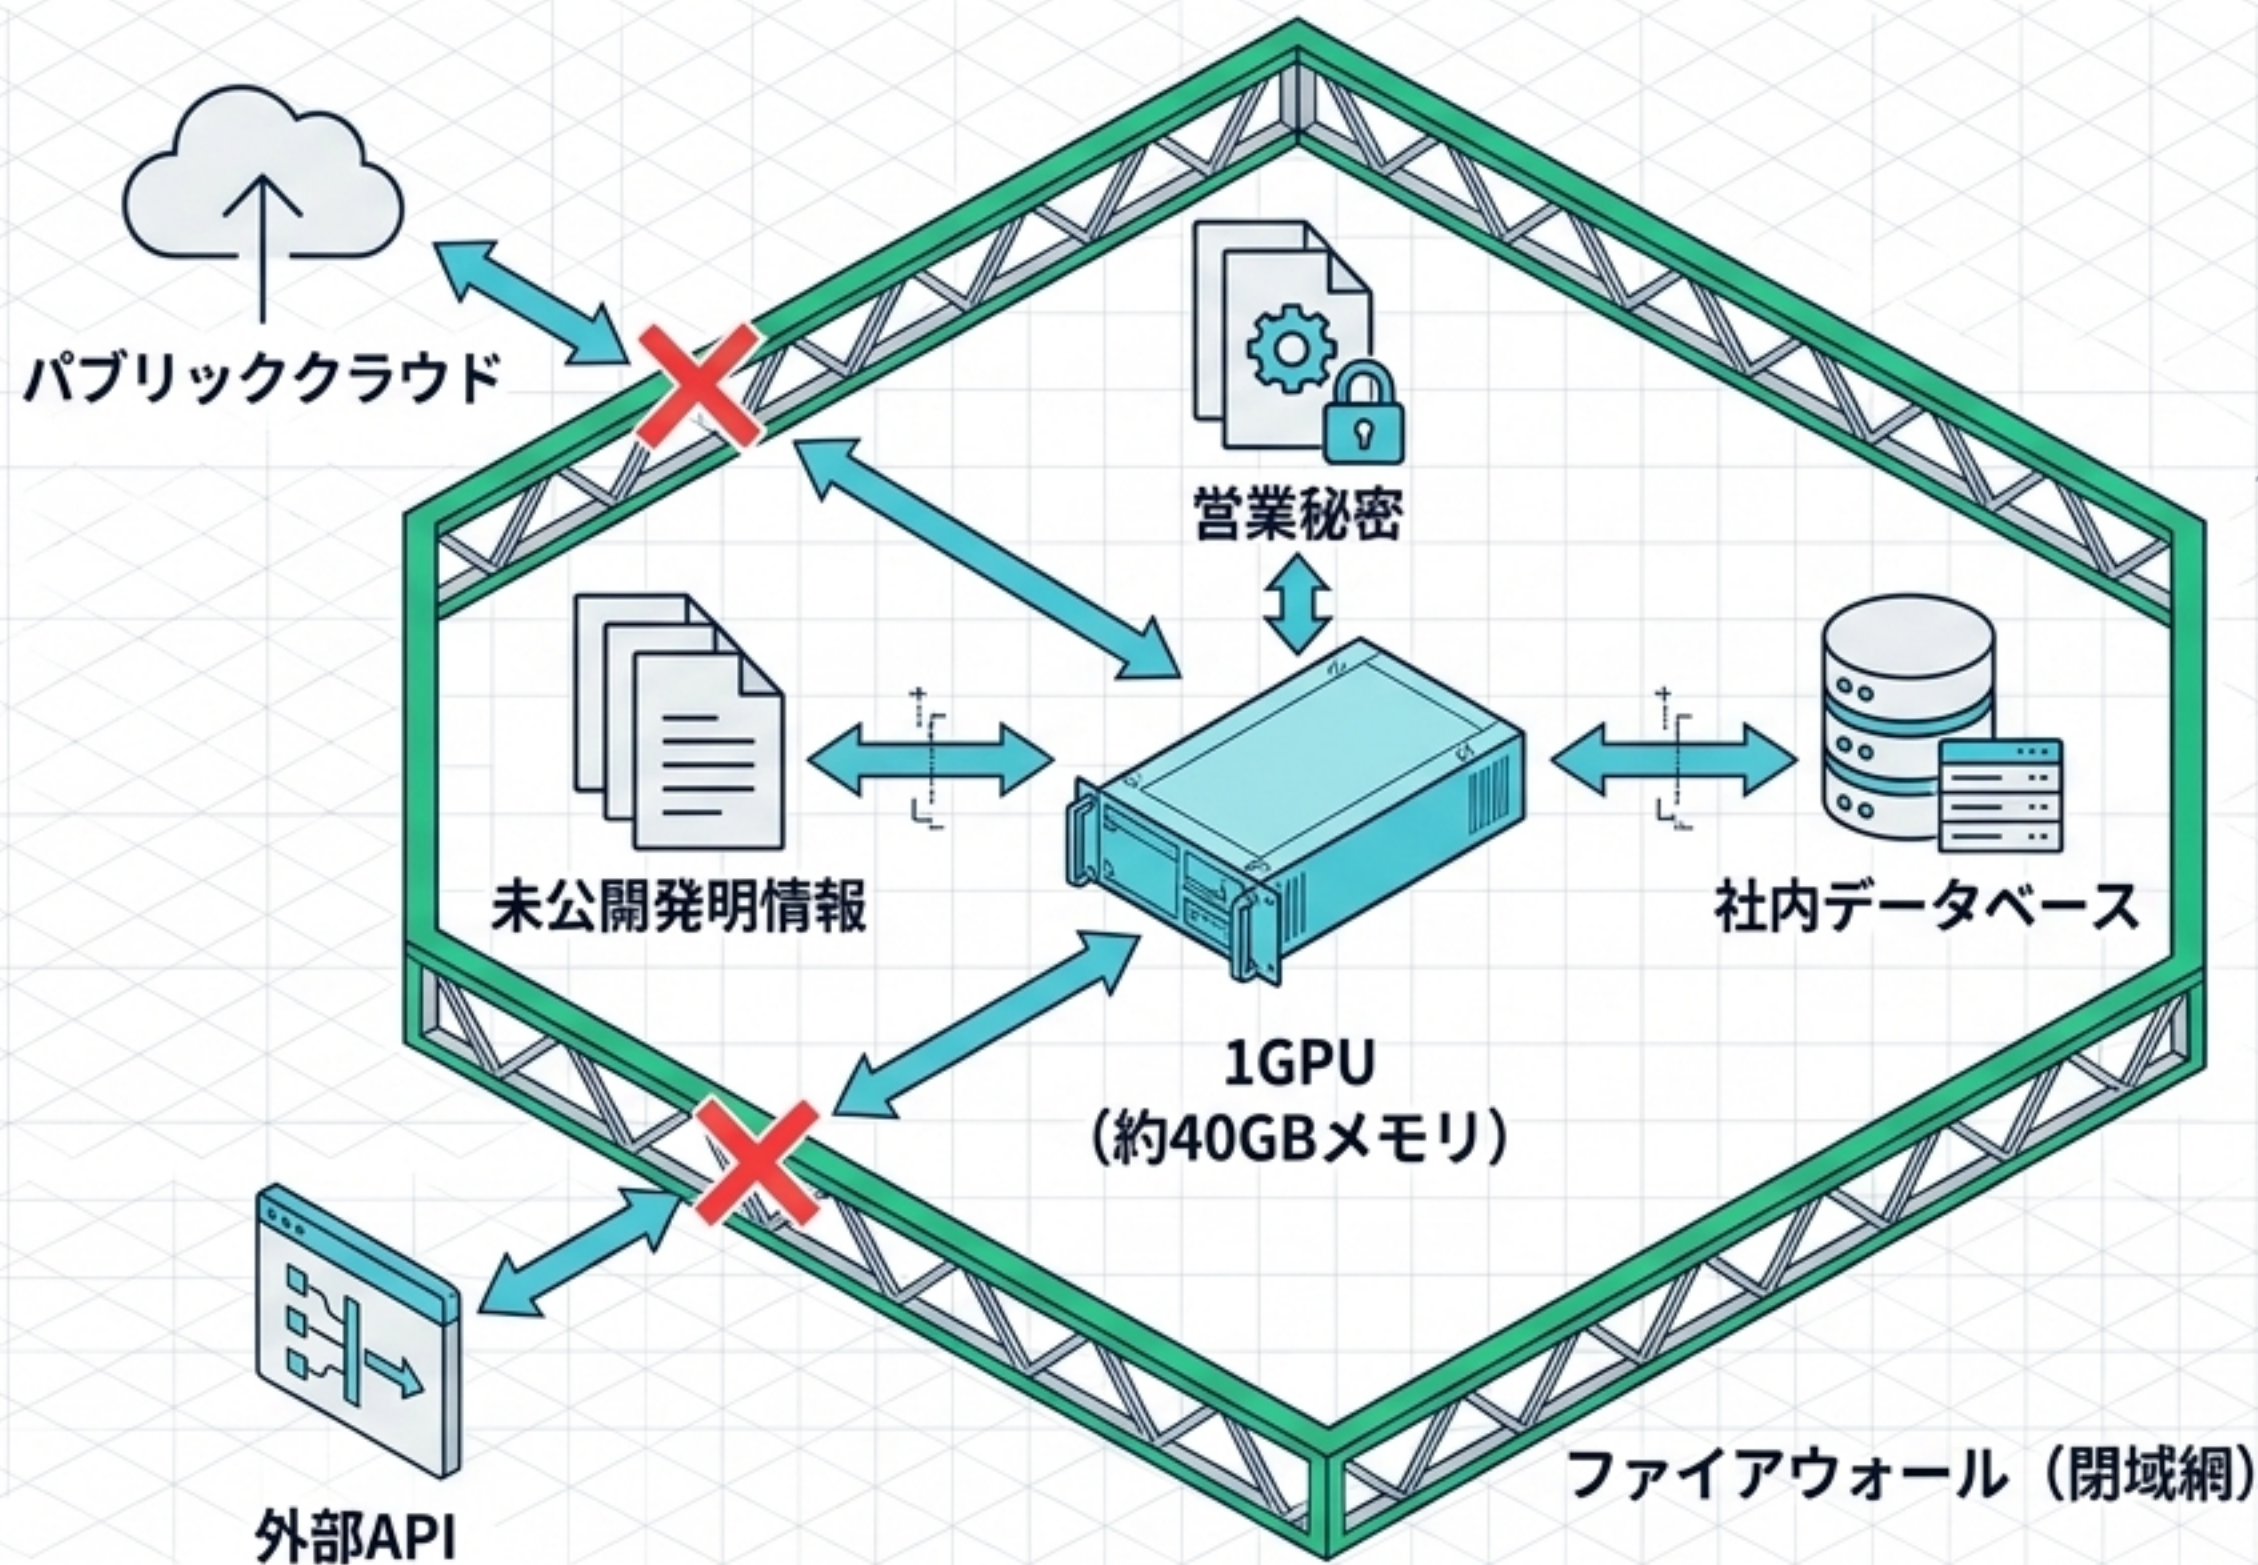 パブリッククラウド
営業秘密
未公開発明情報
社内データベース
1GPU
（約40GBメモリ）
ファイアウォール（閉域網）
外部API